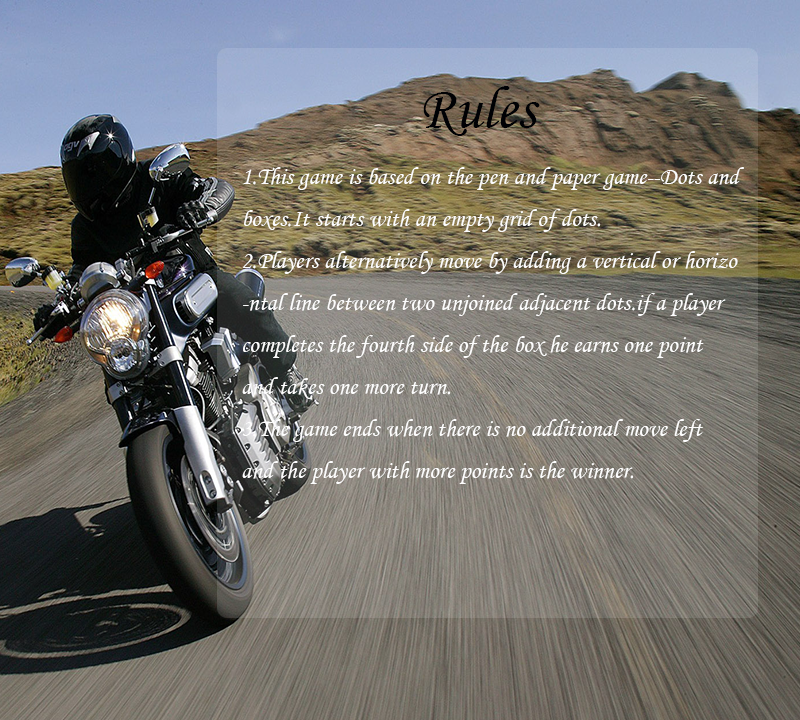 Rules
1.This game is based on the pen and paper game--Dots and
boxes.It starts with an empty grid of dots.
2.Players alternatively move by adding a vertical or horizo
-ntal line between two unjoined adjacent dots.if a player
completes the fourth side of the box he earns one point
and takes one more turn.
3.The game ends when there is no additional move left
and the player with more points is the winner.